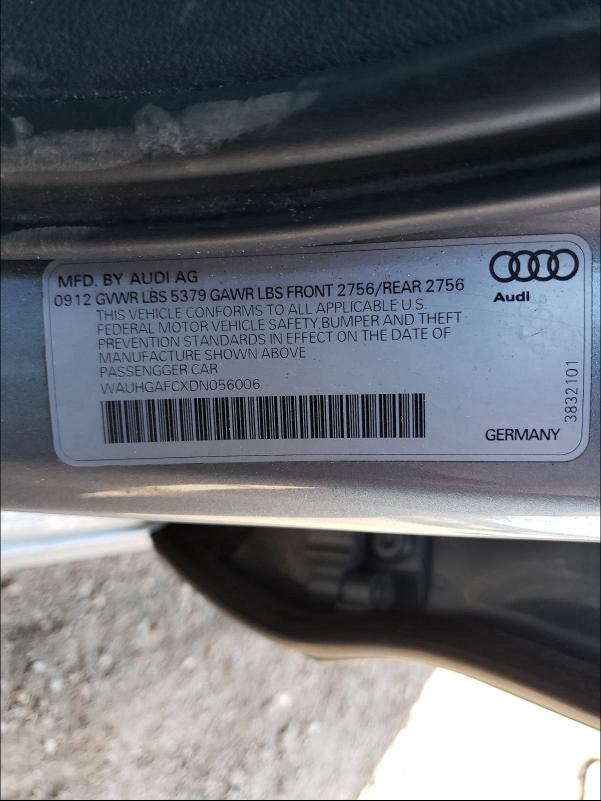 MFD. BY AUDI AG
0912 GVWR LBS 5379 GAWR LBS FRONT 2756/REAR 2756
THIS VEHICLE CONFORMS TO ALL APPLICABLE U.S.
FEDERAL MOTOR VEHICLE SAFETY,BUMPER AND THEFT
PREVENTION STANDARDS IN EFFECT ON THE DATE OF
MANUFACTURE SHOWN ABOVE
PASSENGGER CAR
WAUHGAFCXDN056006
Audi
GERMANY
3832101